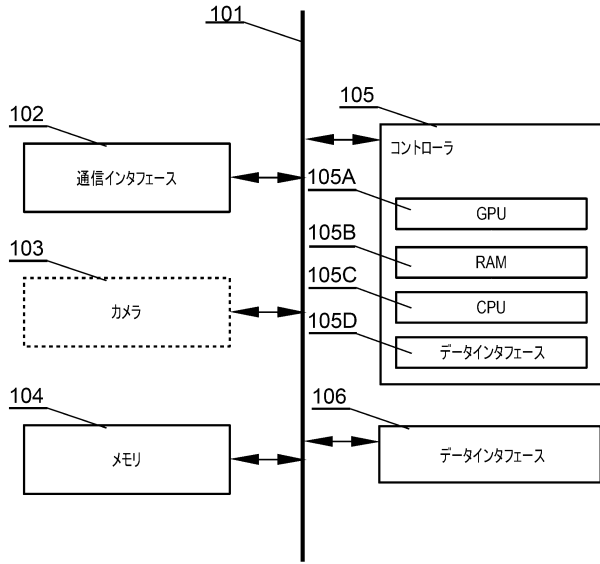 101
102
通信インタフェース
103
カメラ
104
メモリ
105
コントローラ
105A
GPU
105B
RAM
105C
CPU
105D
データインタフェース
106
データインタフェース